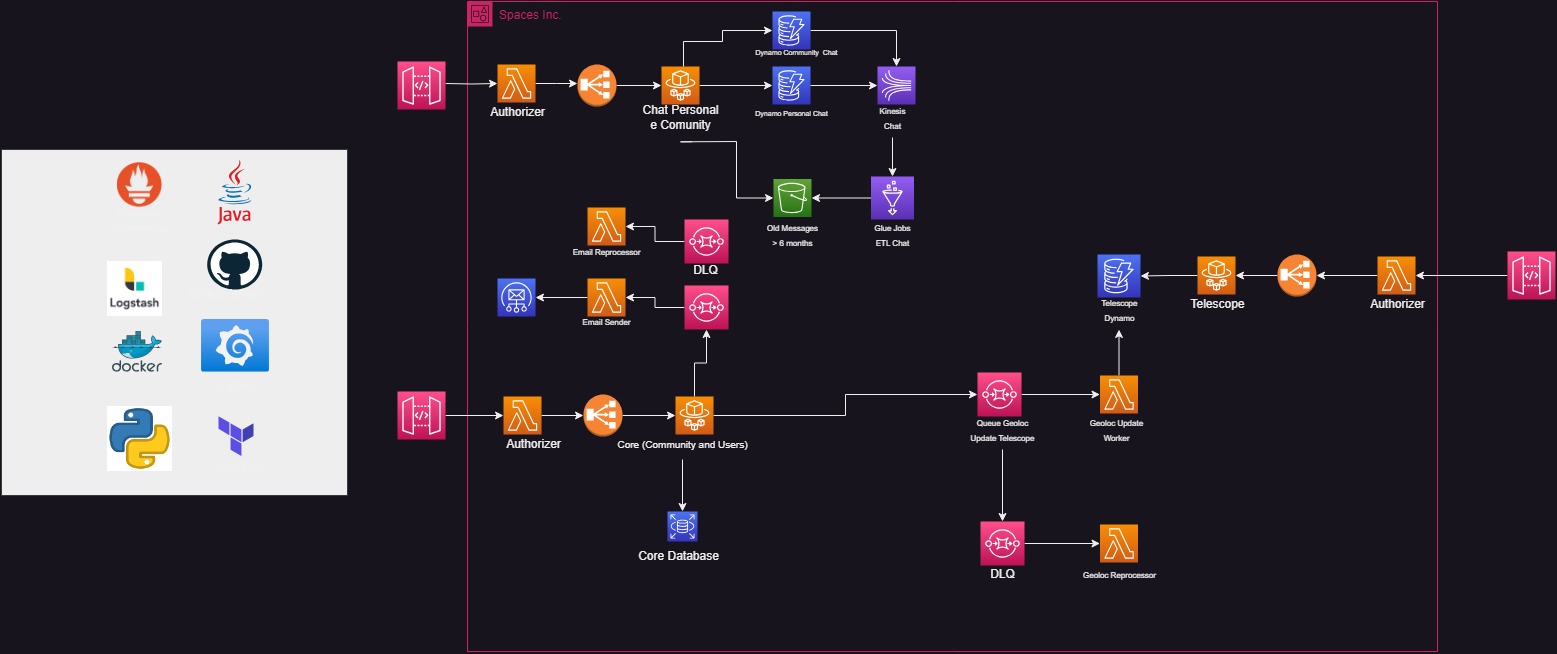 Spaces Inc.
Dynamo Community Chat
Authorizer
Chat Personal
e Comunity
Dynamo Personal Chat
Kinesis
Chat
Old Messages
> 6 months
Glue Jobs
ETL Chat
Email Reprocessor
DLQ
Email Sender
Java
Logstash
docker
Telescope
Dynamo
Telescope
Authorizer
Authorizer
Core (Community and Users)
Queue Geoloc
Update Telescope
Geoloc Update
Worker
Core Database
DLQ
Geoloc Reprocessor